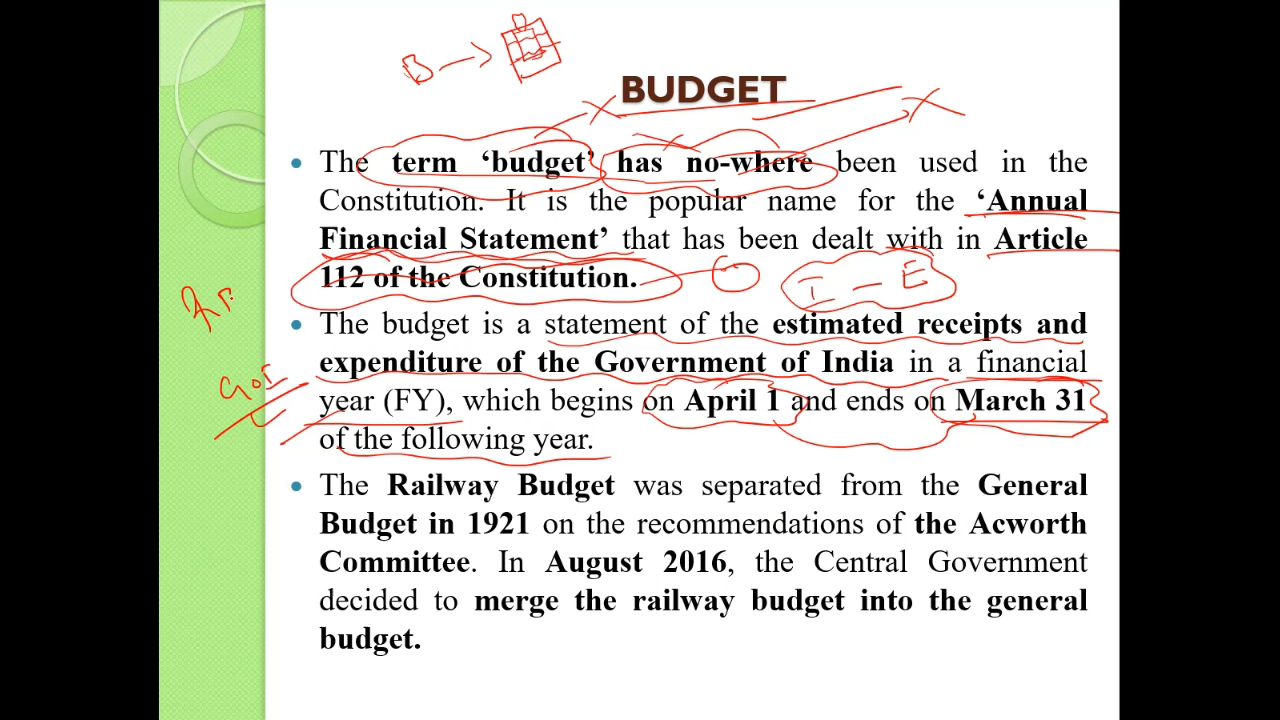 B
BUDGET
The term ‘budget’ has no-where been used in the
Constitution. It is the popular name for the ‘Annual
Financial Statement’ that has been dealt with in Article
112 of the Constitution.
I – E
The budget is a statement of the estimated receipts and
expenditure of the Government of India in a financial
GoI
year (FY), which begins on April 1 and ends on March 31
of the following year.
The Railway Budget was separated from the General
Budget in 1921 on the recommendations of the Acworth
Committee. In August 2016, the Central Government
decided to merge the railway budget into the general
budget.